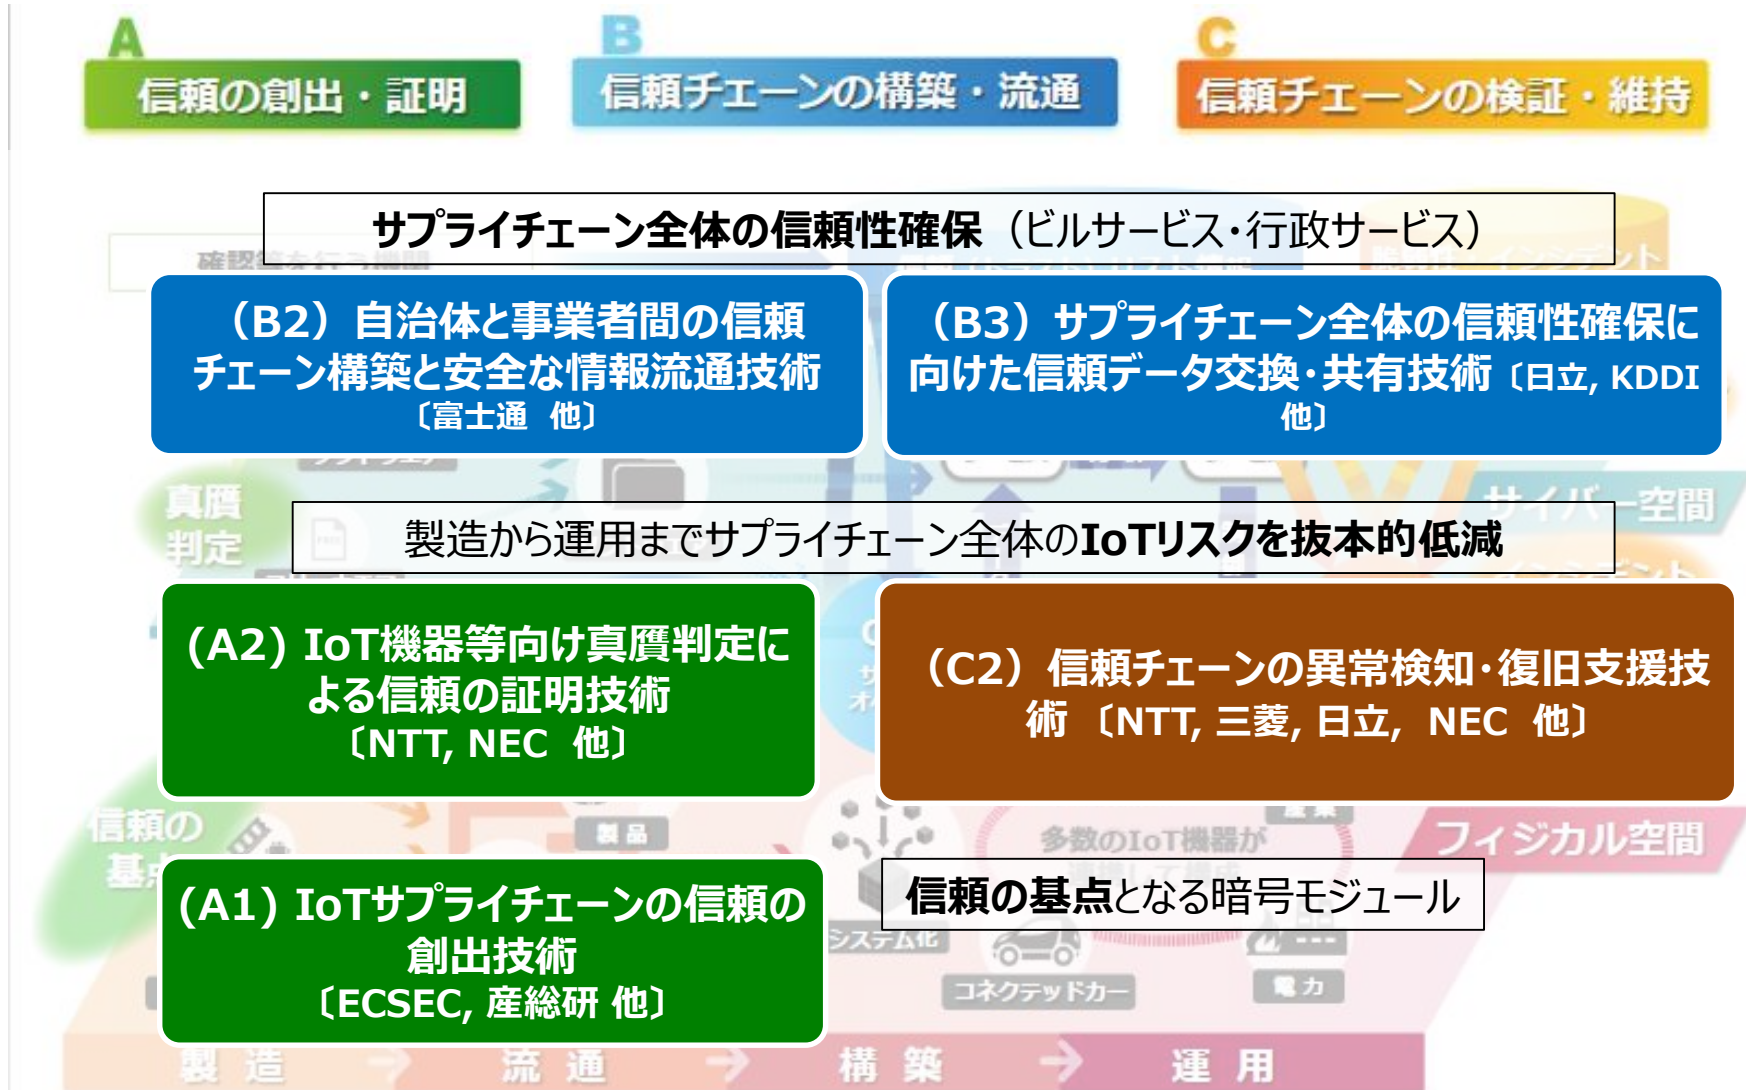 A
信頼の創出・証明
B
信頼チェーンの構築・流通
C
信頼チェーンの検証・維持
サプライチェーン全体の信頼性確保（ビルサービス・行政サービス）
（B2）自治体と事業者間の信頼
チェーン構築と安全な情報流通技術
〔富士通 他〕
（B3）サプライチェーン全体の信頼性確保に
向けた信頼データ交換・共有技術〔日立, KDDI
他〕
真贋
判定
サイバー空間
製造から運用までサプライチェーン全体のIoTリスクを抜本的低減
(A2) IoT機器等向け真贋判定に
よる信頼の証明技術
〔NTT, NEC 他〕
（C2）信頼チェーンの異常検知・復旧支援技
術 〔NTT, 三菱, 日立, NEC 他〕
信頼の
製品
多数のIoT機器が
フィジカル空間
(A1) IoTサプライチェーンの信頼の
創出技術
〔ECSEC, 産総研 他〕
信頼の基点となる暗号モジュール
システム化
コネクテッドカー
電力
製造 → 流通 → 構築 → 運用